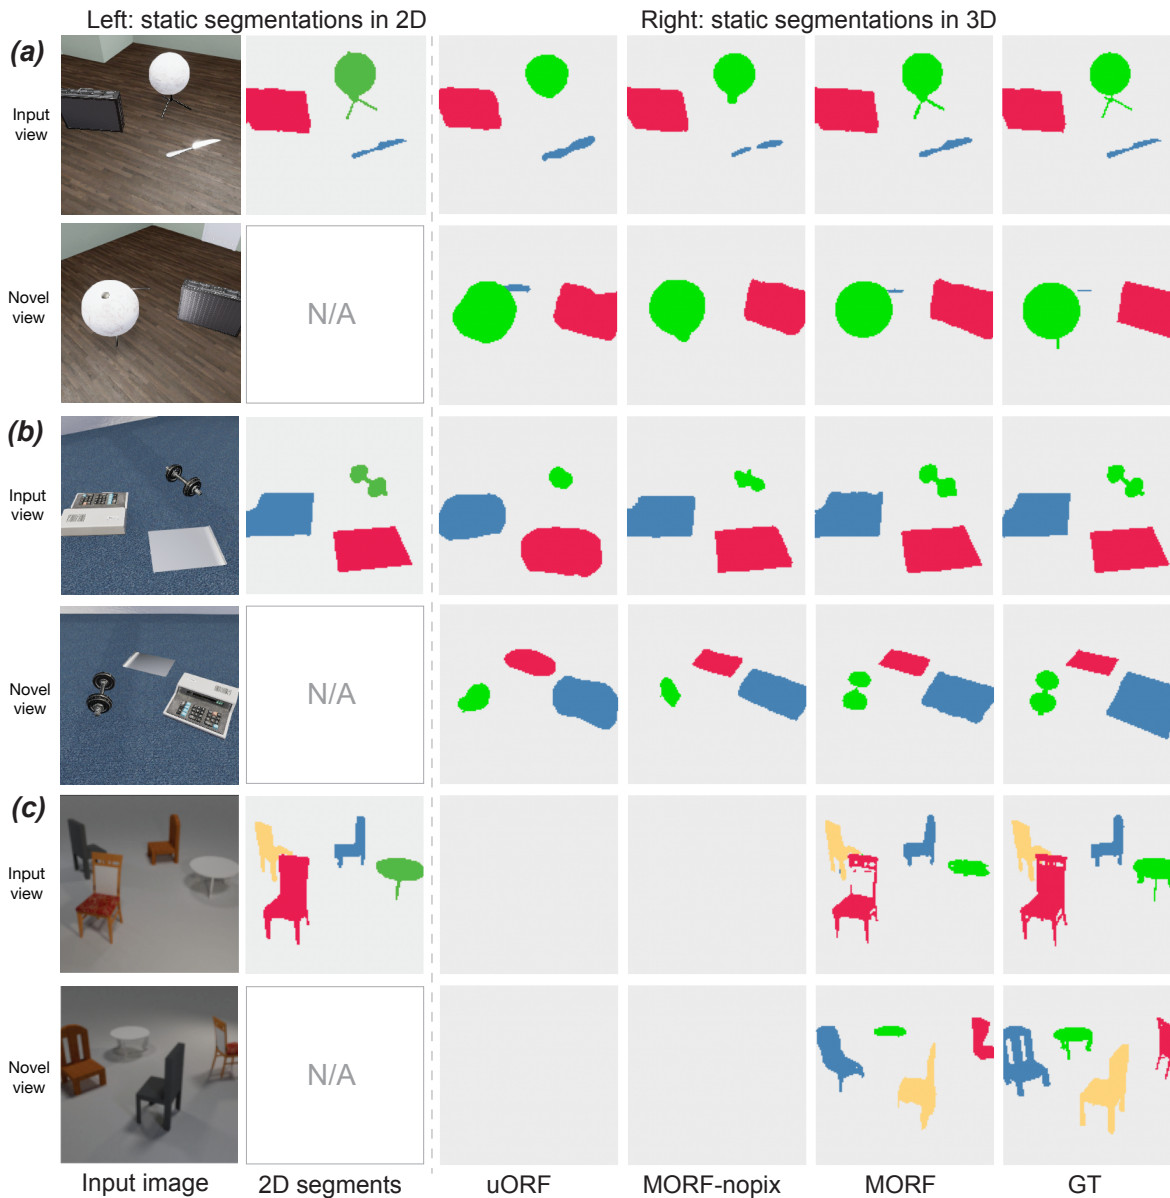 Left: static segmentations in 2D
Right: static segmentations in 3D
(a)
Input
view
Novel
view
N/A
(b)
Input
view
Novel
view
N/A
(c)
Input
view
Novel
view
N/A
Input image
2D segments
uORF
MORF-nopix
MORF
GT